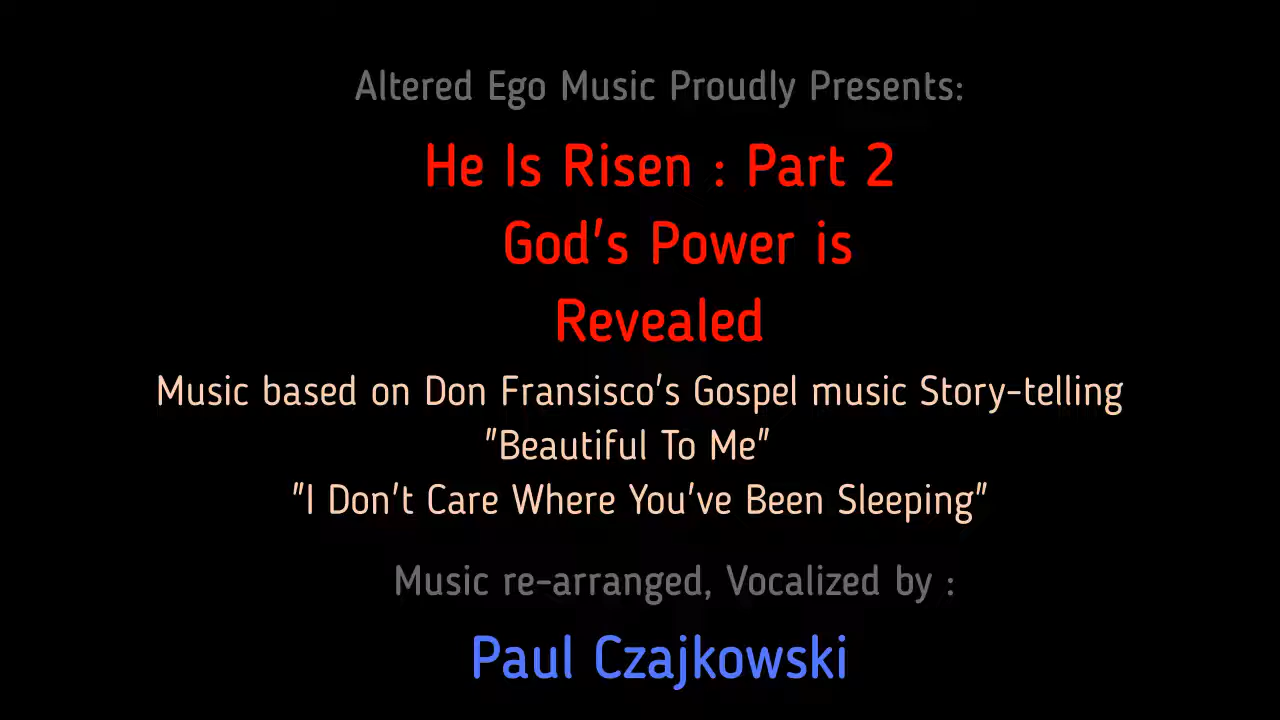 Altered Ego Music Proudly Presents:
He Is Risen : Part 2
God's Power is
Revealed
Music based on Don Fransisco's Gospel music Story-telling
"Beautiful To Me"
"I Don't Care Where You've Been Sleeping"
Music re-arranged, Vocalized by :
Paul Czajkowski